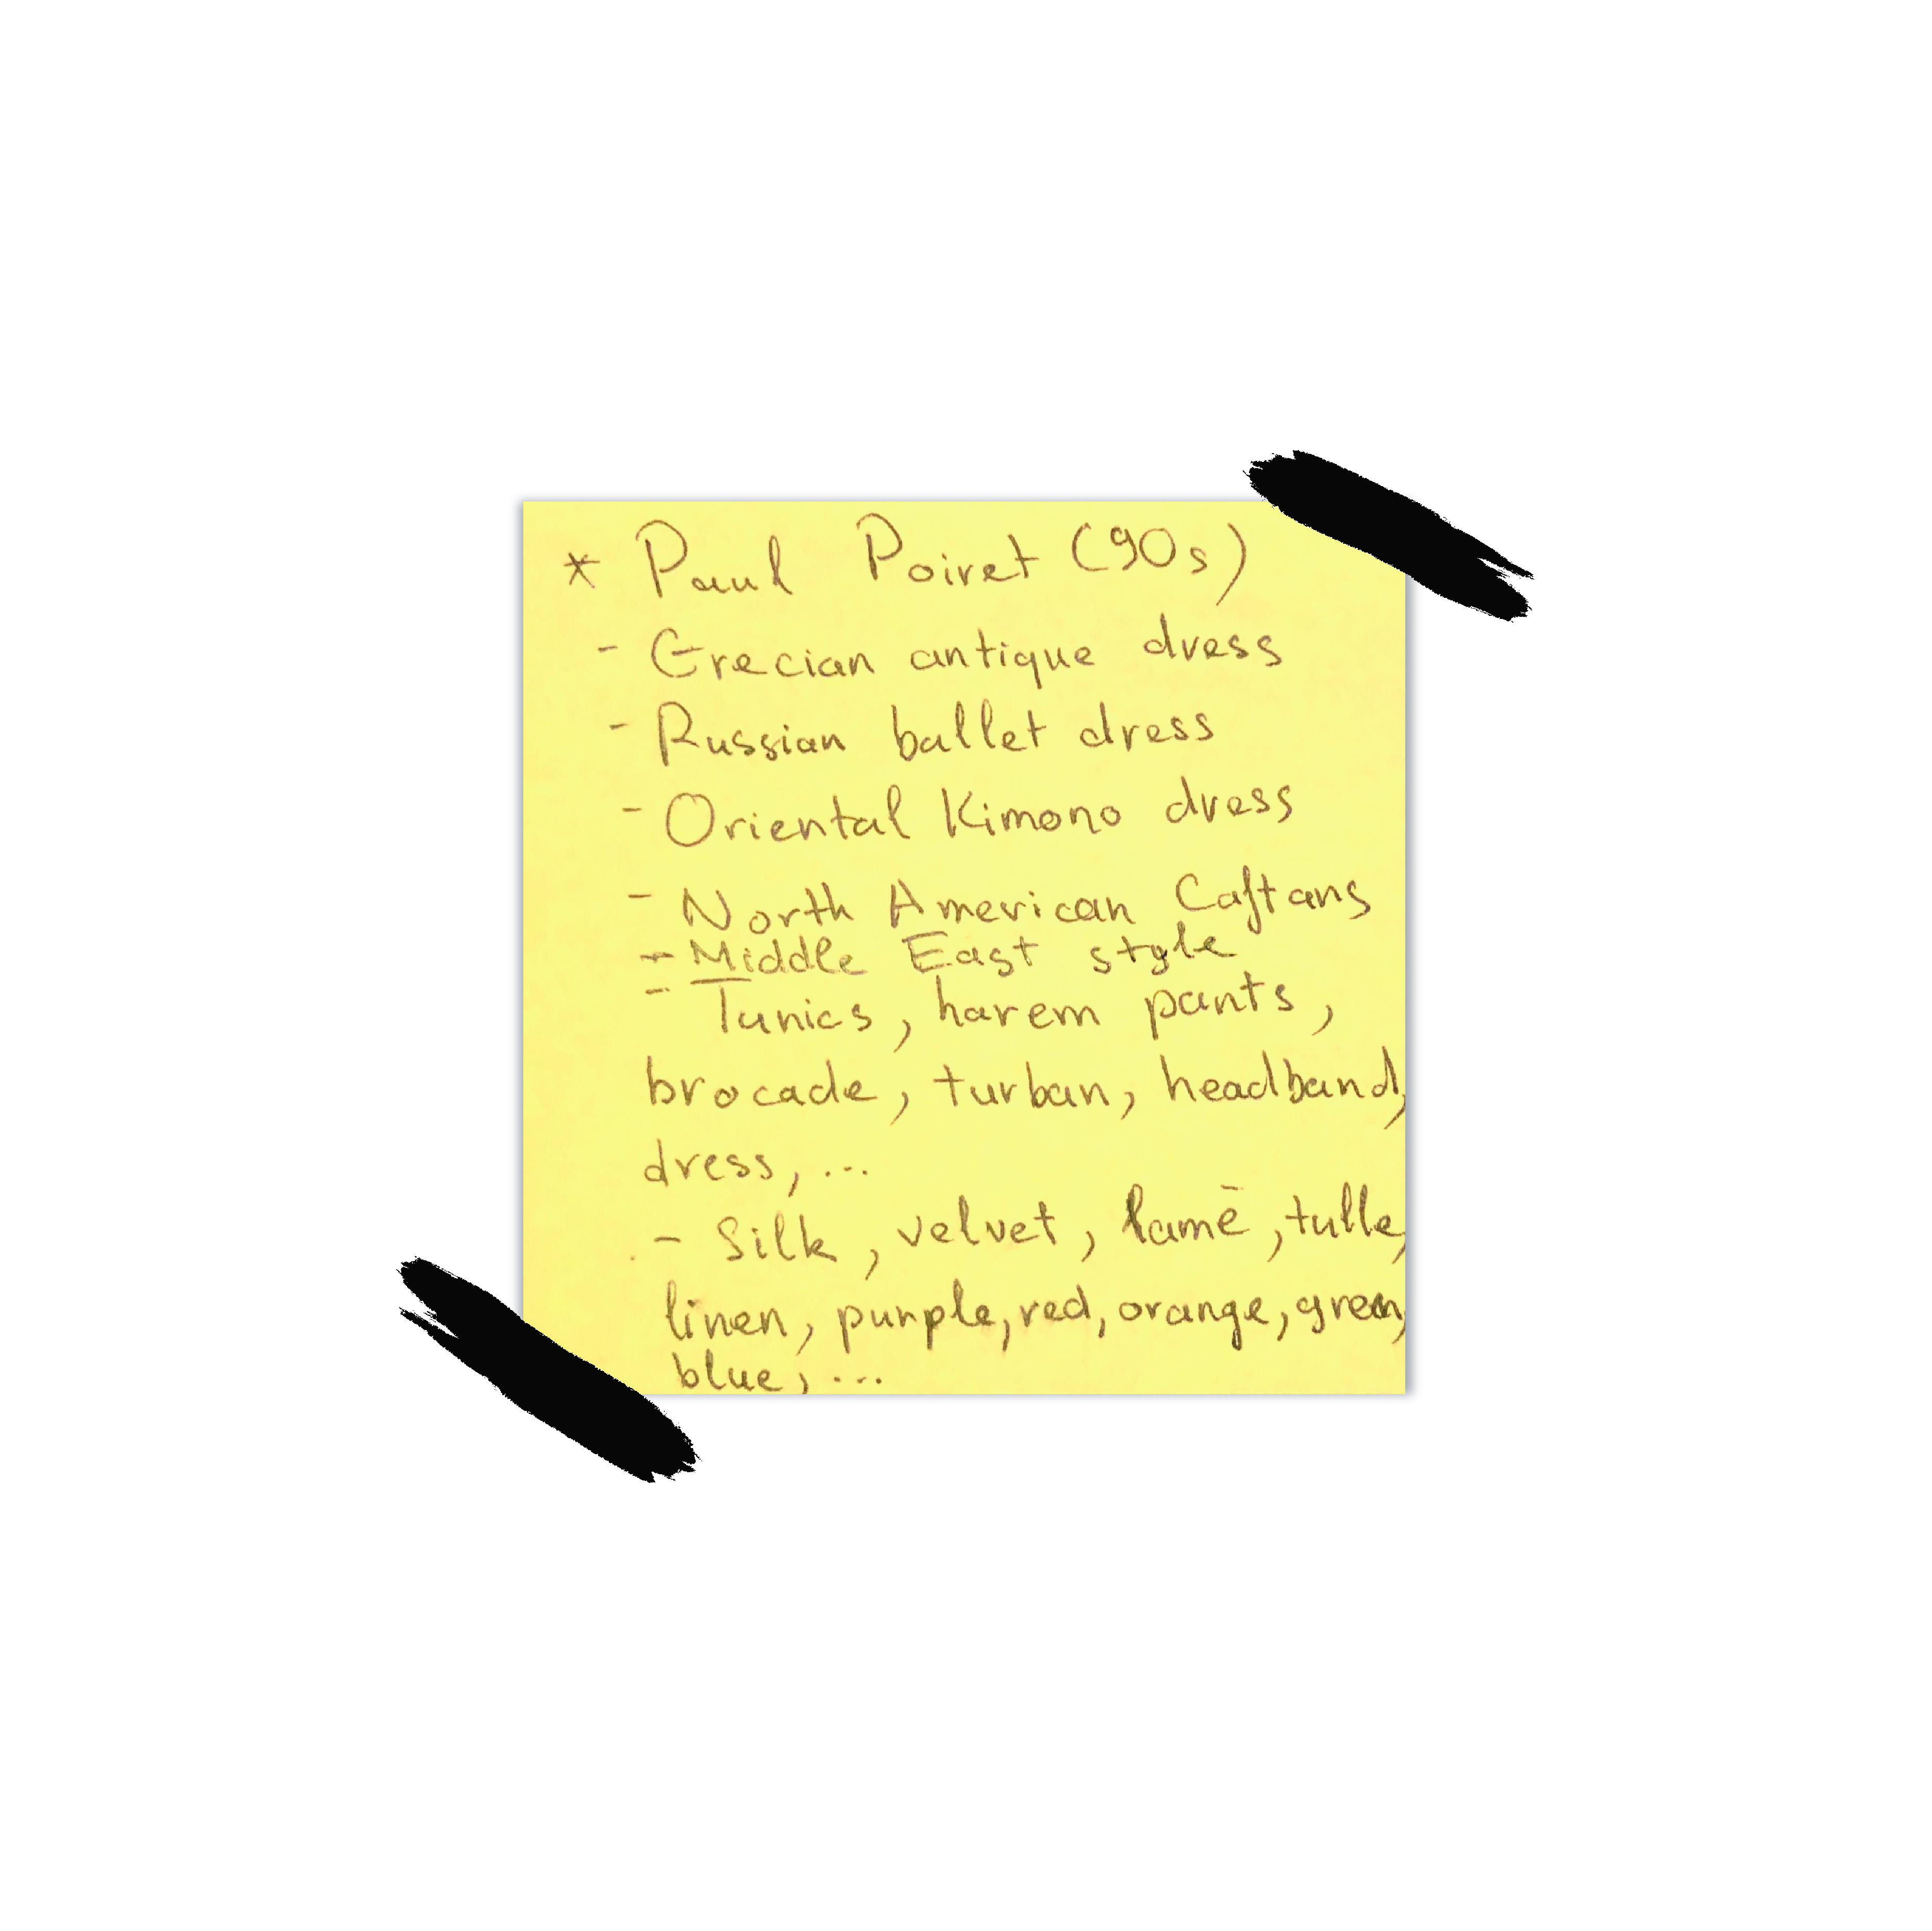 * Paul Poiret (90s)
- Grecian antique dress
- Russian ballet dress
- Oriental Kimono dress
- North American Caftans
- Middle East style
- Tunics, harem pants,
brocade, turban, headband,
dress, ...
- Silk, velvet, lamē, tulle,
linen, purple, red, orange, green,
blue, ...